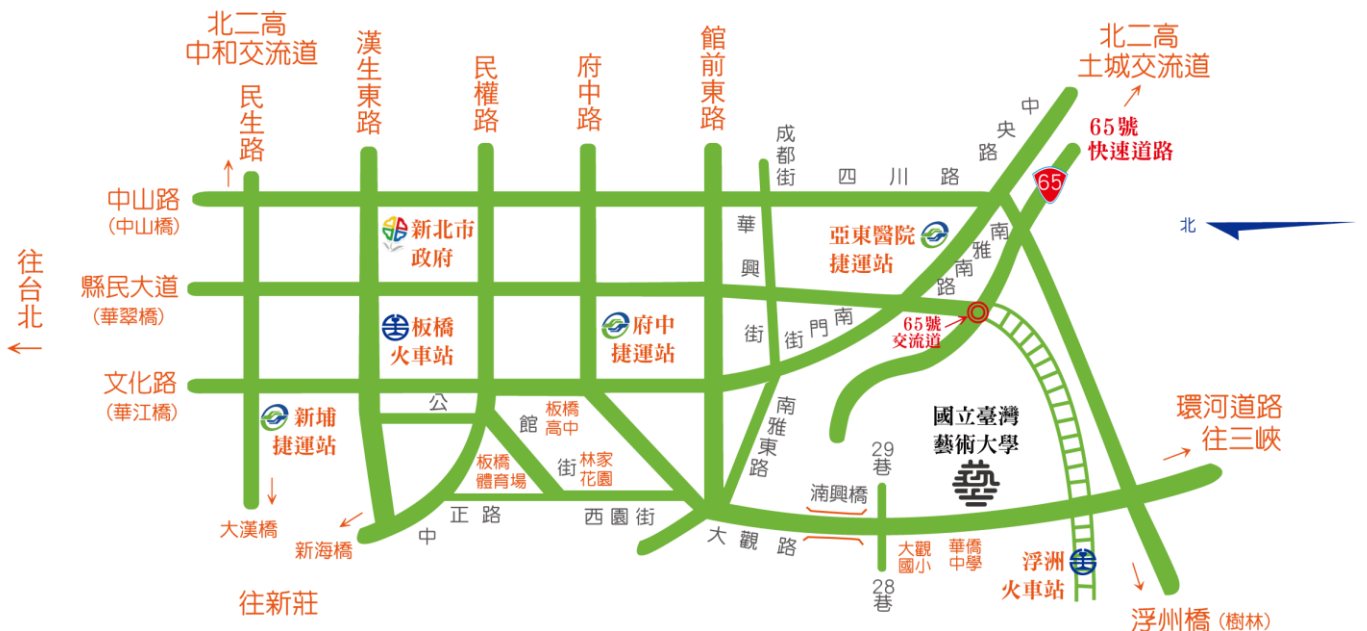 北二高
中和交流道
民生路
漢生東路
民權路
府中路
館前東路
成都街
四川路
中央路
北二高
土城交流道
65號
快速道路
65
中山路
(中山橋)
新北市
政府
華興街
亞東醫院
捷運站
南雅南路
北
往台北
縣民大道
(華翠橋)
板橋
火車站
府中
捷運站
南門街
65號
交流道
文化路
(華江橋)
新埔
捷運站
公館街
板橋
高中
板橋
體育場
林家
花園
南雅東路
國立臺灣
藝術大學
29巷
環河道路
往三峽
湳興橋
中正路
西園街
大觀路
大漢橋
新海橋
大觀
國小
華僑
中學
28巷
浮洲
火車站
往新莊
浮州橋(樹林)